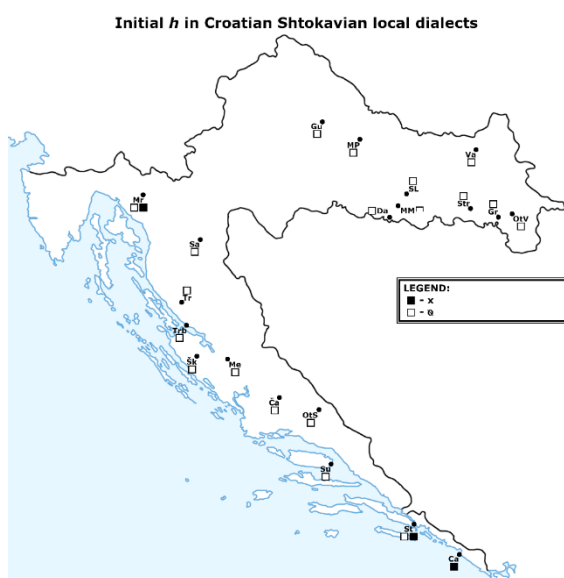 Initial h in Croatian Shtokavian local dialects
Gu
MP
Va
SL
Mr
Da
MM
Str
Gr
OtV
Sa
Tr
LEGEND:
■ - x
□ - Ø
Trb
Šk
Me
Ča
OtS
Su
St
Ca